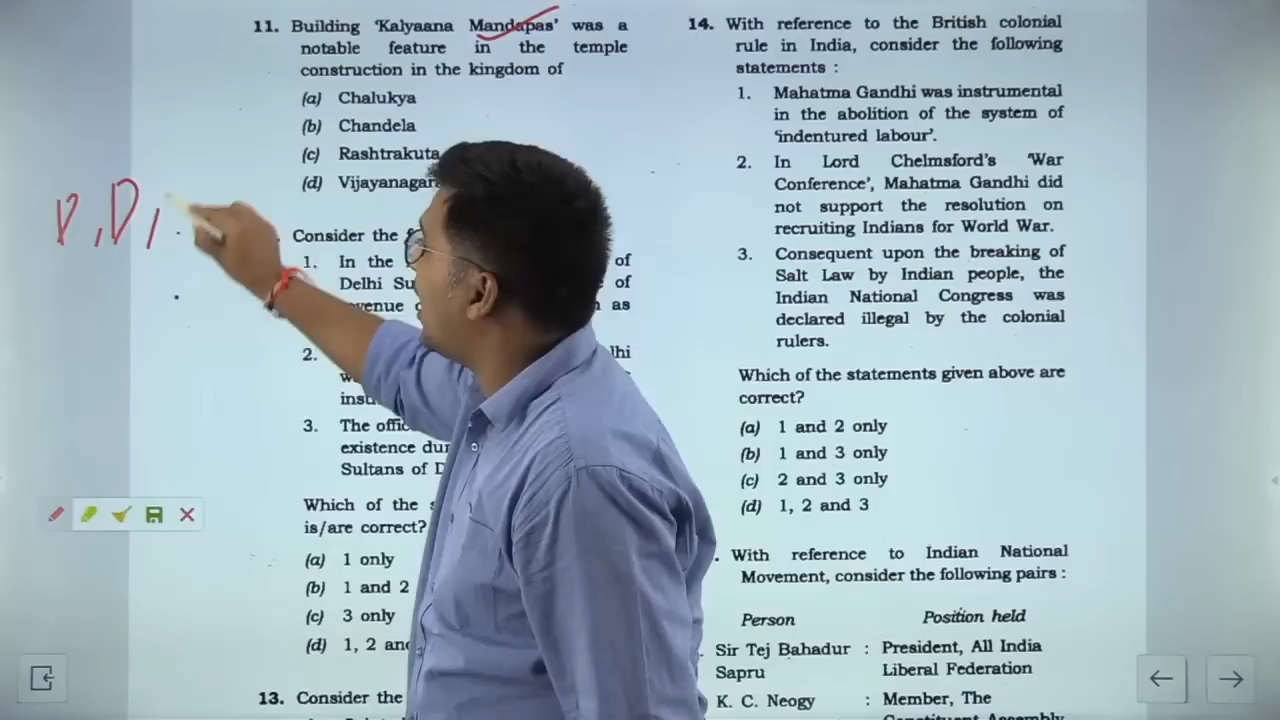 11. Building 'Kalyaana Mandapas' was a
notable feature in the temple
construction in the kingdom of
(a) Chalukya
(b) Chandela
(c) Rashtrakuta
(d) Vijayanagara
D, D,
Consider the
1. In the of
Delhi Su of
venue as
2. lhi
3. The offic
existence dur
Sultans of D
Which of the
is/are correct?
(a) 1 only
(b) 1 and 2
(c) 3 only
(d) 1, 2 and
13. Consider the
14. With reference to the British colonial
rule in India, consider the following
statements :
1. Mahatma Gandhi was instrumental
in the abolition of the system of
'indentured labour'.
2. In Lord Chelmsford's 'War
Conference', Mahatma Gandhi did
not support the resolution on
recruiting Indians for World War.
3. Consequent upon the breaking of
Salt Law by Indian people, the
Indian National Congress was
declared illegal by the colonial
rulers.
Which of the statements given above are
correct?
(a) 1 and 2 only
(b) 1 and 3 only
(c) 2 and 3 only
(d) 1, 2 and 3
. With reference to Indian National
Movement, consider the following pairs :
Person Position held
Sir Tej Bahadur : President, All India
Sapru Liberal Federation
K. C. Neogy : Member, The
Constituent Assembly